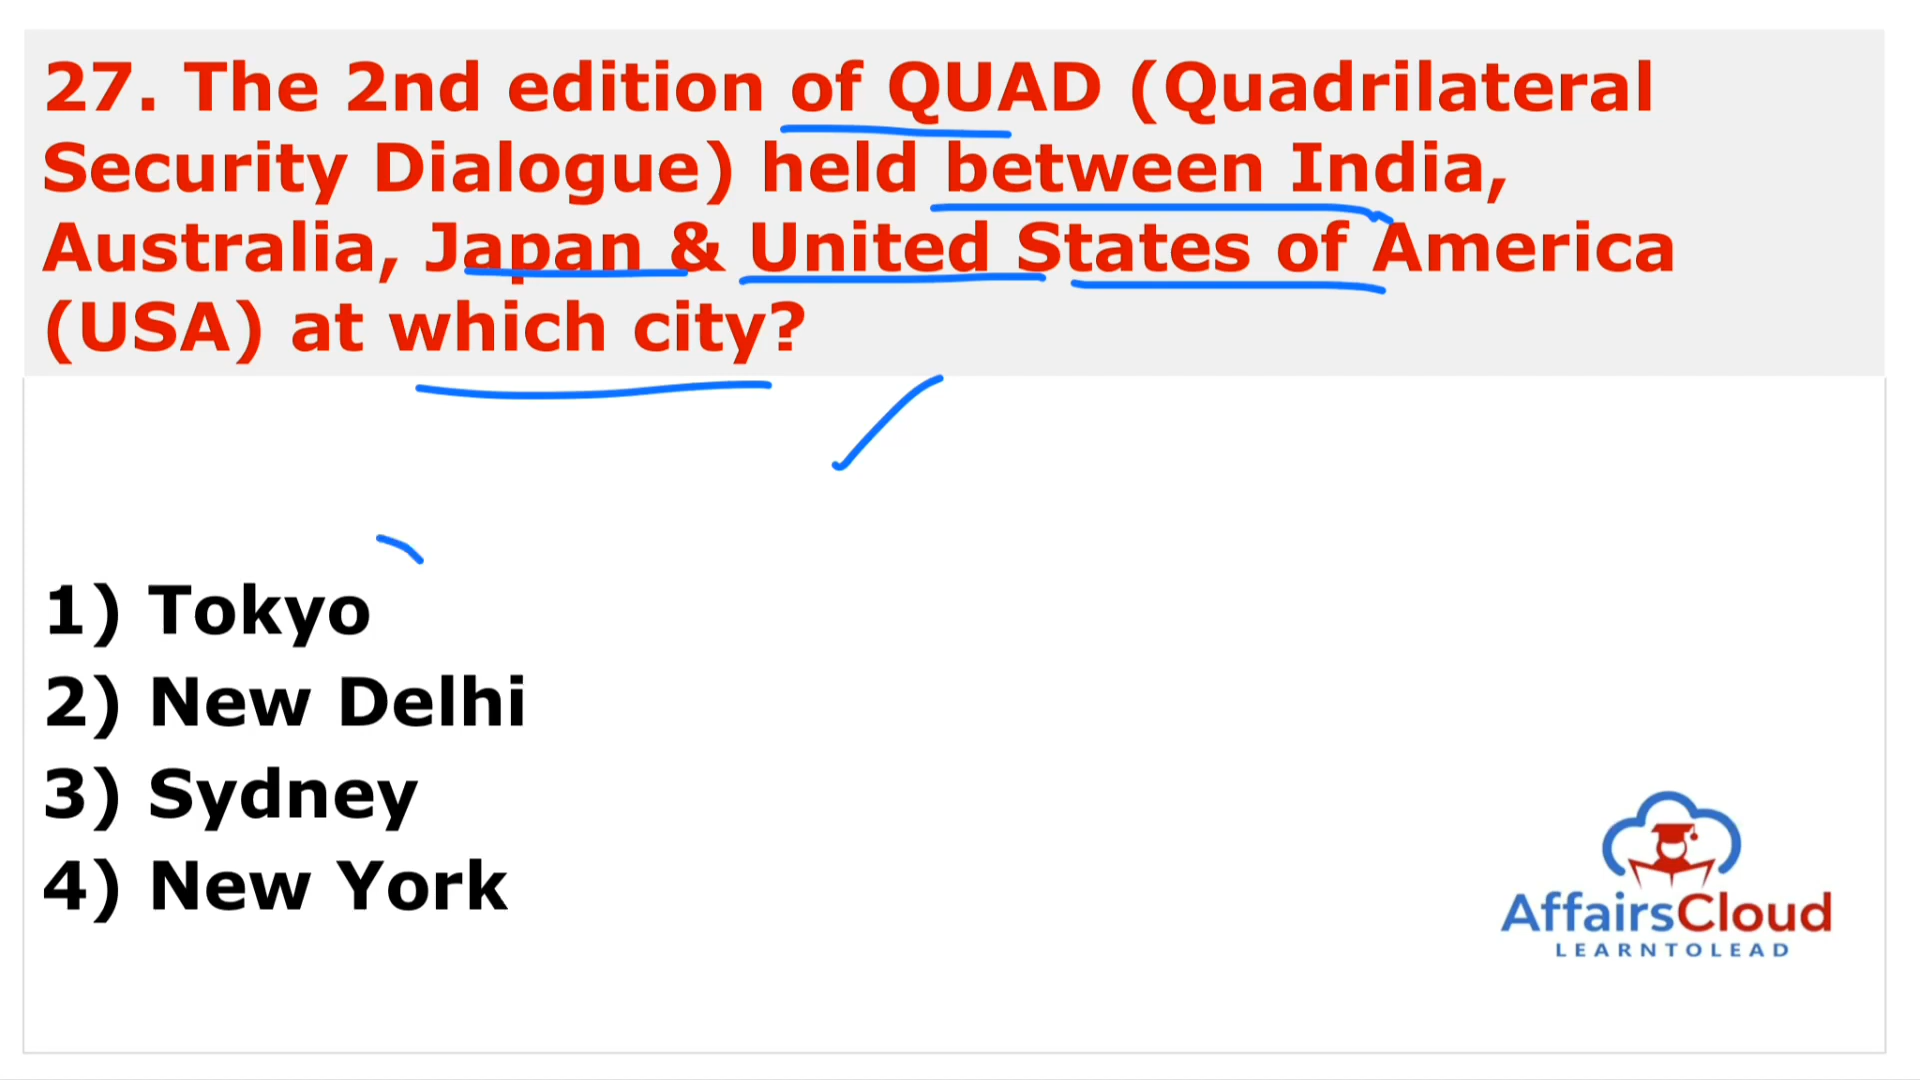 27. The 2nd edition of QUAD (Quadrilateral
Security Dialogue) held between India,
Australia, Japan & United States of America
(USA) at which city?
1) Tokyo
2) New Delhi
3) Sydney
4) New York
AffairsCloud
LEARNTOLEAD